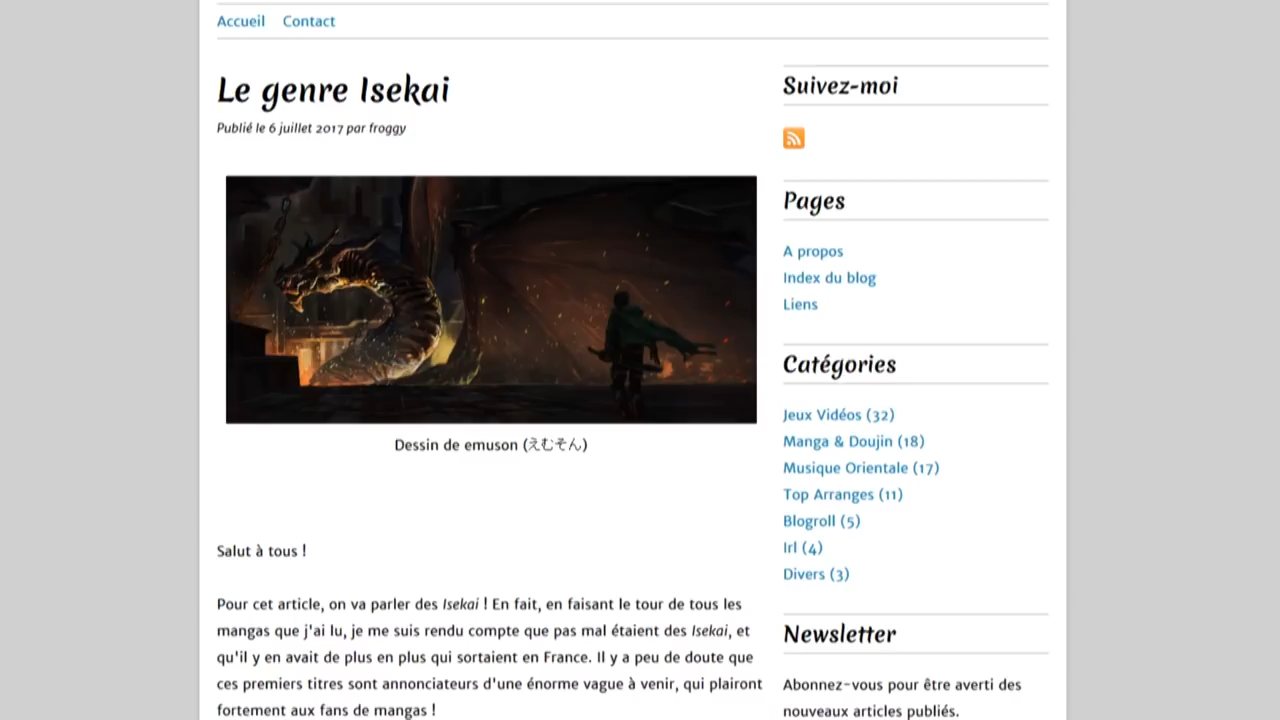 Accueil Contact
Le genre Isekai
Publié le 6 juillet 2017 par froggy
Dessin de emuson (えむそん)
Salut à tous !
Pour cet article, on va parler des Isekai ! En fait, en faisant le tour de tous les
mangas que j'ai lu, je me suis rendu compte que pas mal étaient des Isekai, et
qu'il y en avait de plus en plus qui sortaient en France. Il y a peu de doute que
ces premiers titres sont annonciateurs d'une énorme vague à venir, qui plairont
fortement aux fans de mangas !
Suivez-moi
Pages
A propos
Index du blog
Liens
Catégories
Jeux Vidéos (32)
Manga & Doujin (18)
Musique Orientale (17)
Top Arranges (11)
Blogroll (5)
Irl (4)
Divers (3)
Newsletter
Abonnez-vous pour être averti des
nouveaux articles publiés.